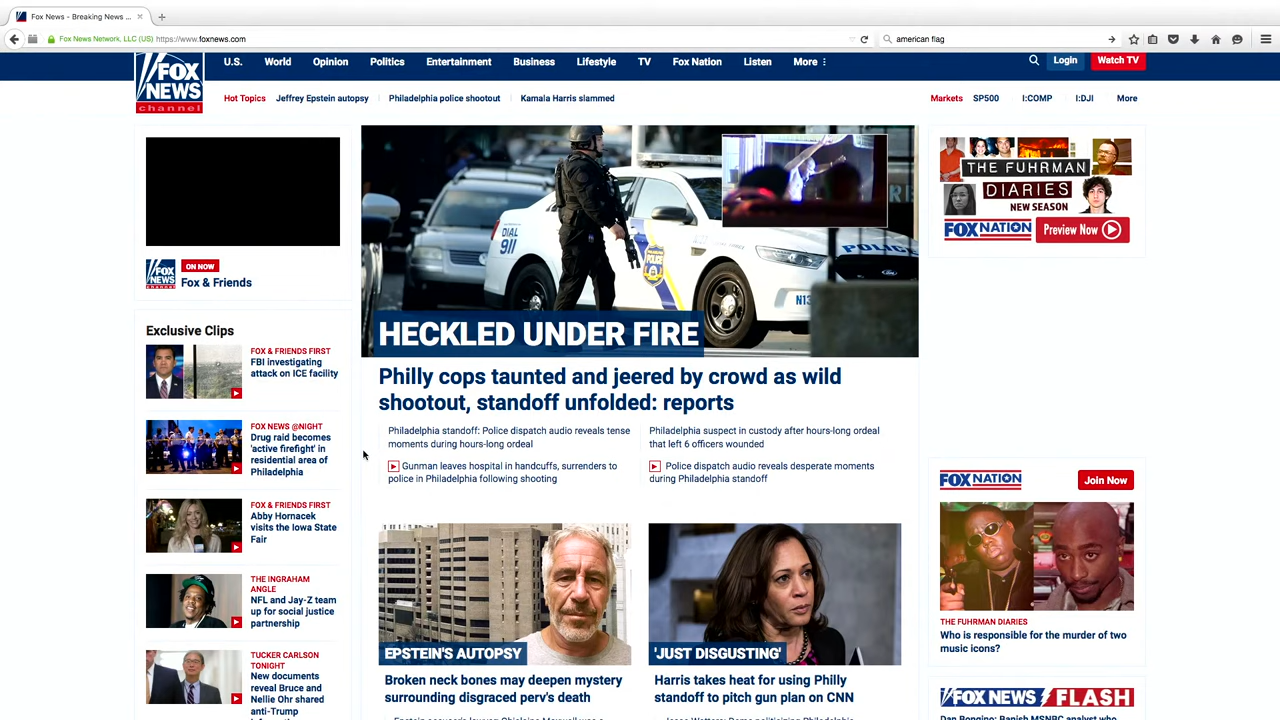 Fox News - Breaking News ...
Fox News Network, LLC (US) https://www.foxnews.com
american flag
FOX NEWS channel
U.S. World Opinion Politics Entertainment Business Lifestyle TV Fox Nation Listen More
Login
Watch TV
Hot Topics Jeffrey Epstein autopsy Philadelphia police shootout Kamala Harris slammed
Markets SP500 I:COMP I:DJI More
FOX NEWS channel
ON NOW
Fox & Friends
Exclusive Clips
FOX & FRIENDS FIRST
FBI investigating
attack on ICE facility
FOX NEWS @NIGHT
Drug raid becomes
'active firefight' in
residential area of
Philadelphia
FOX & FRIENDS FIRST
Abby Hornacek
visits the Iowa State
Fair
THE INGRAHAM
ANGLE
NFL and Jay-Z team
up for social justice
partnership
TUCKER CARLSON
TONIGHT
New documents
reveal Bruce and
Nellie Ohr shared
anti-Trump
DIAL
911
POLICE
N13
HECKLED UNDER FIRE
Philly cops taunted and jeered by crowd as wild
shootout, standoff unfolded: reports
Philadelphia standoff: Police dispatch audio reveals tense
moments during hours-long ordeal
Philadelphia suspect in custody after hours-long ordeal
that left 6 officers wounded
Gunman leaves hospital in handcuffs, surrenders to
police in Philadelphia following shooting
Police dispatch audio reveals desperate moments
during Philadelphia standoff
EPSTEIN'S AUTOPSY
Broken neck bones may deepen mystery
surrounding disgraced perv's death
'JUST DISGUSTING'
Harris takes heat for using Philly
standoff to pitch gun plan on CNN
THE FUHRMAN
DIARIES
NEW SEASON
FOX NATION
Preview Now
FOX NATION
Join Now
THE FUHRMAN DIARIES
Who is responsible for the murder of two
music icons?
FOX NEWS FLASH
Dan Bongino: Banish MSNBC analyst who